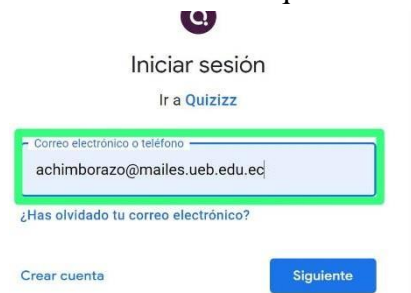 Iniciar sesión
Ir a Quizizz
Correo electrónico o teléfono
achimborazo@mailes.ueb.edu.ec
¿Has olvidado tu correo electrónico?
Crear cuenta
Siguiente